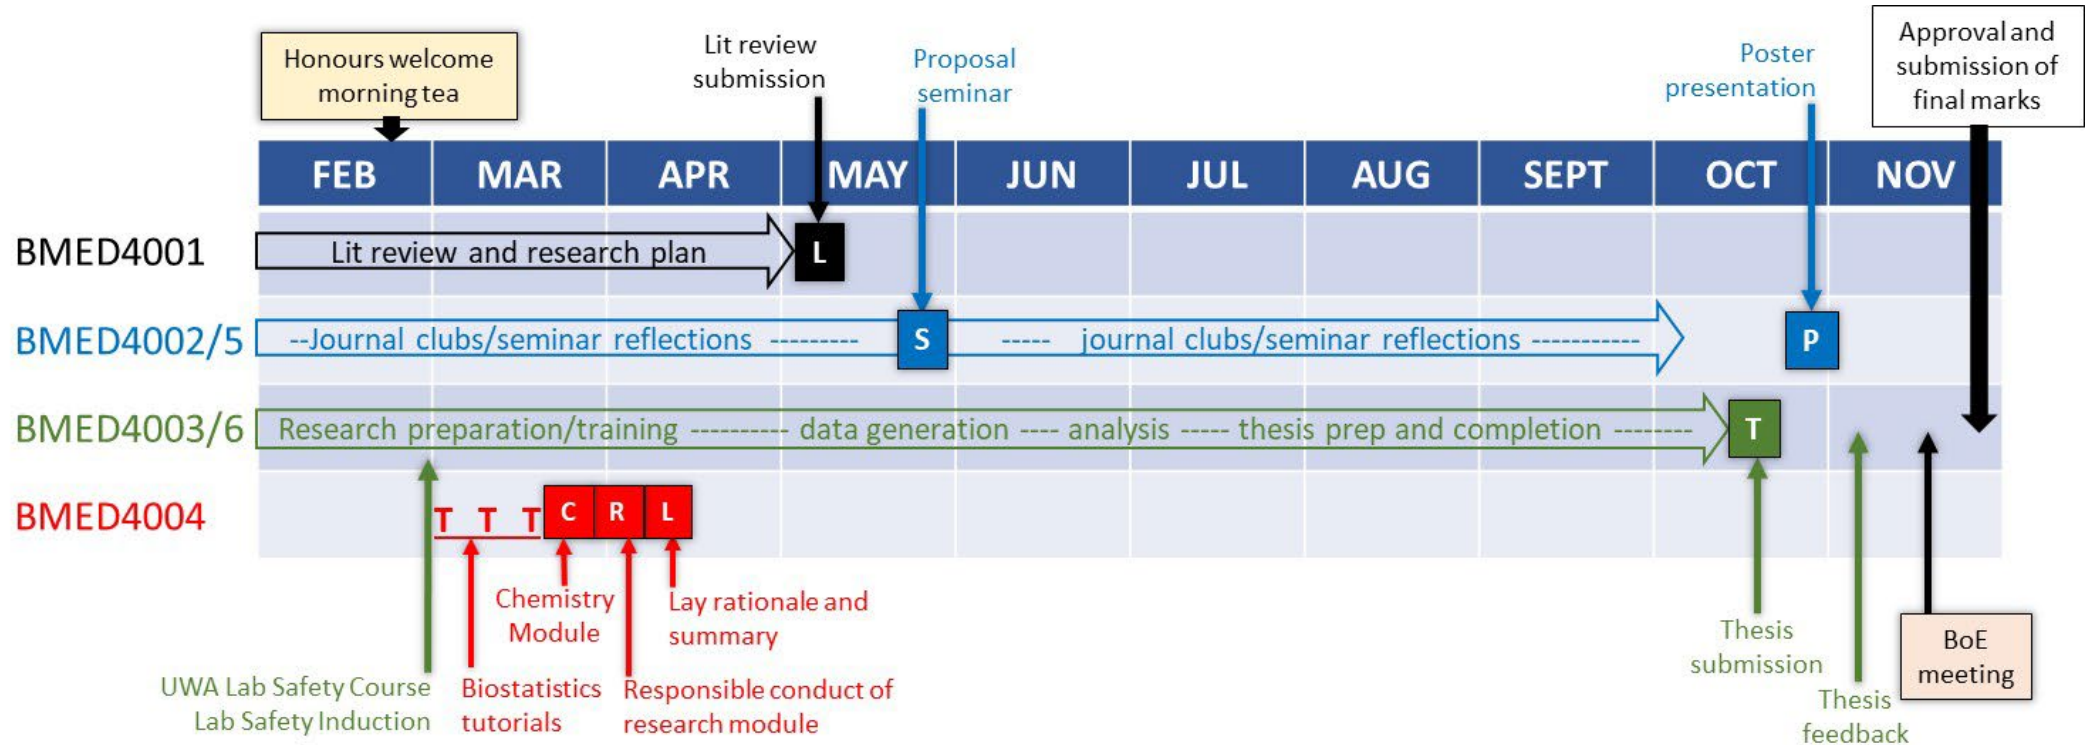 Honours welcome
morning tea
Lit review
submission
Proposal
seminar
Poster
presentation
Approval and
submission of
final marks
FEB MAR APR MAY JUN JUL AUG SEPT OCT NOV
BMED4001 Lit review and research plan L
BMED4002/5 --Journal clubs/seminar reflections --------- S ----- journal clubs/seminar reflections ----------- P
BMED4003/6 Research preparation/training ---------- data generation ---- analysis ----- thesis prep and completion -------- T
BMED4004 T T T C R L
Chemistry
Module
Lay rationale and
summary
Thesis
submission
BoE
meeting
UWA Lab Safety Course
Lab Safety Induction
Biostatistics
tutorials
Responsible conduct of
research module
Thesis
feedback